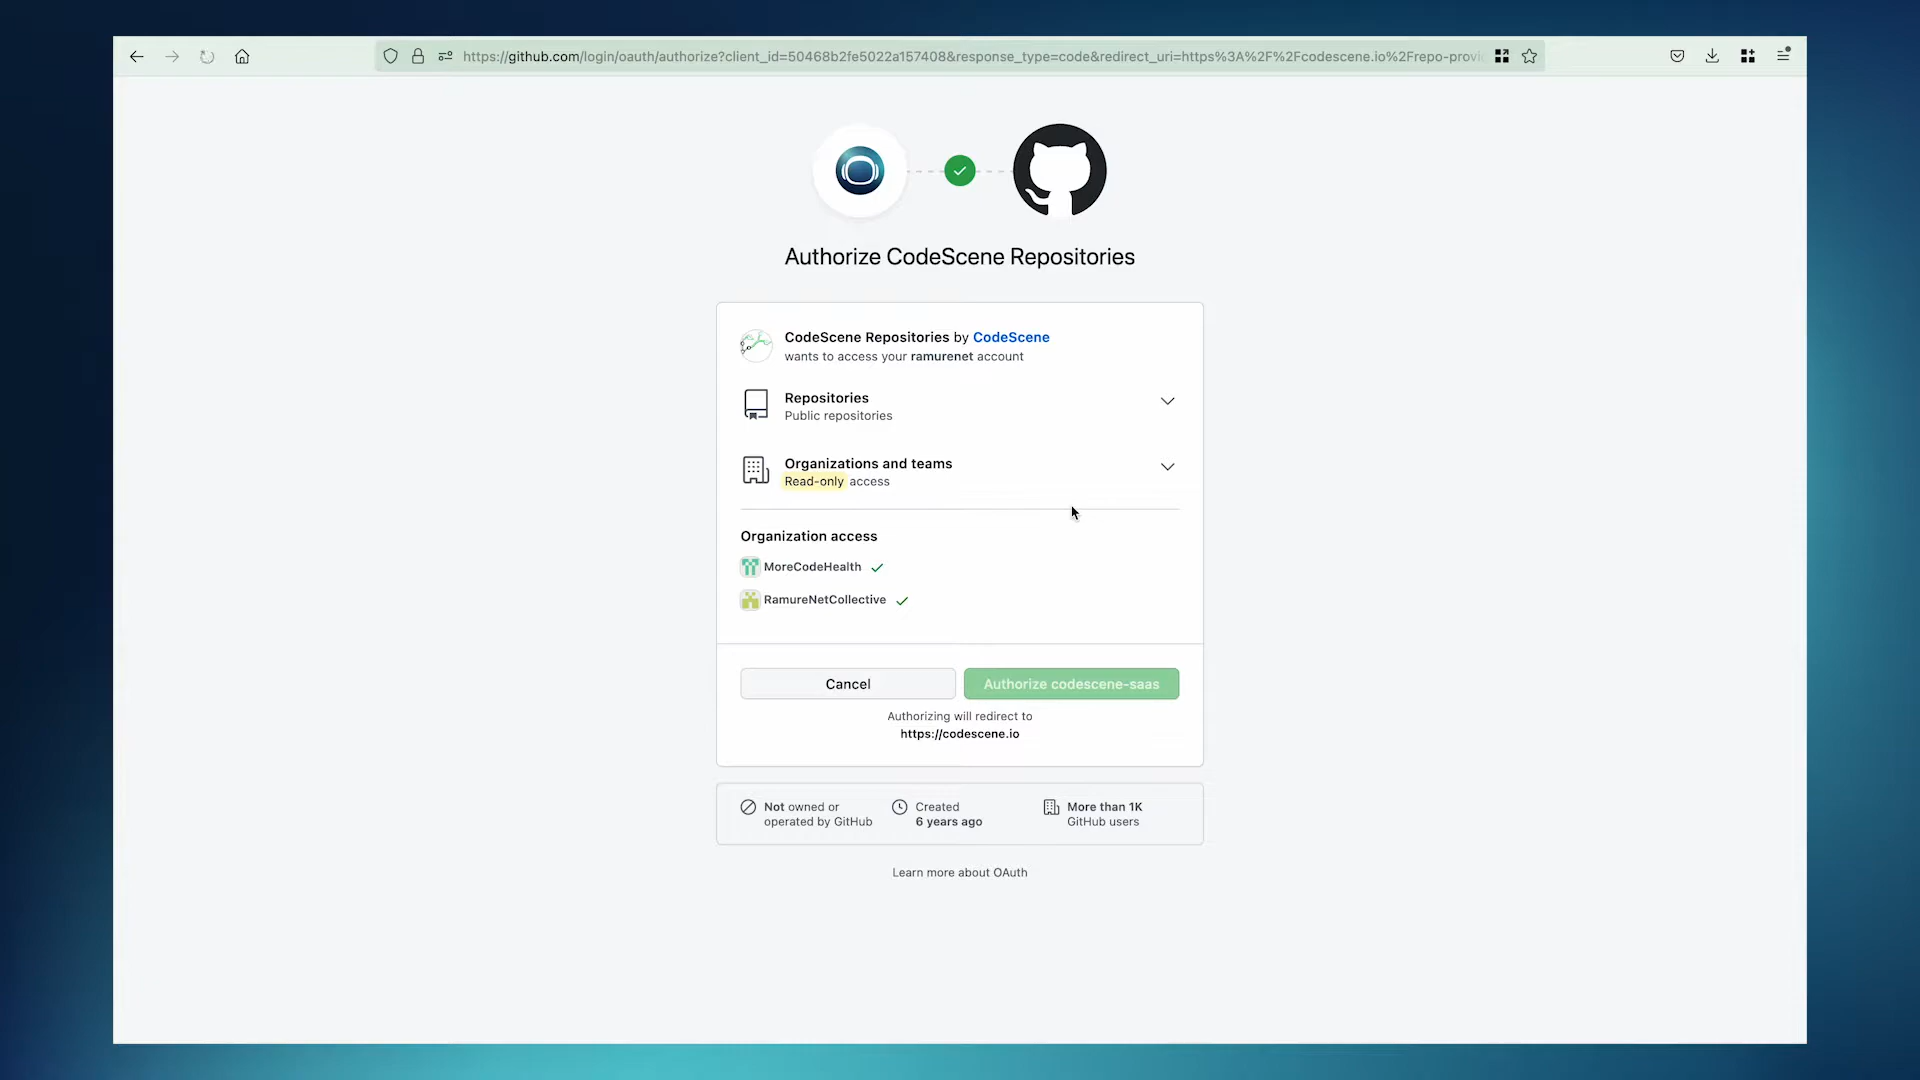 https://github.com/login/oauth/authorize?client_id=50468b2fe5022a157408&response_type=code&redirect_uri=https%3A%2F%2Fcodescene.io%2Frepo-provi
Authorize CodeScene Repositories
CodeScene Repositories by CodeScene
wants to access your ramurenet account
Repositories
Public repositories
Organizations and teams
Read-only access
Organization access
MoreCodeHealth
RamureNetCollective
Cancel
Authorize codescene-saas
Authorizing will redirect to
https://codescene.io
Not owned or
operated by GitHub
Created
6 years ago
More than 1K
GitHub users
Learn more about OAuth